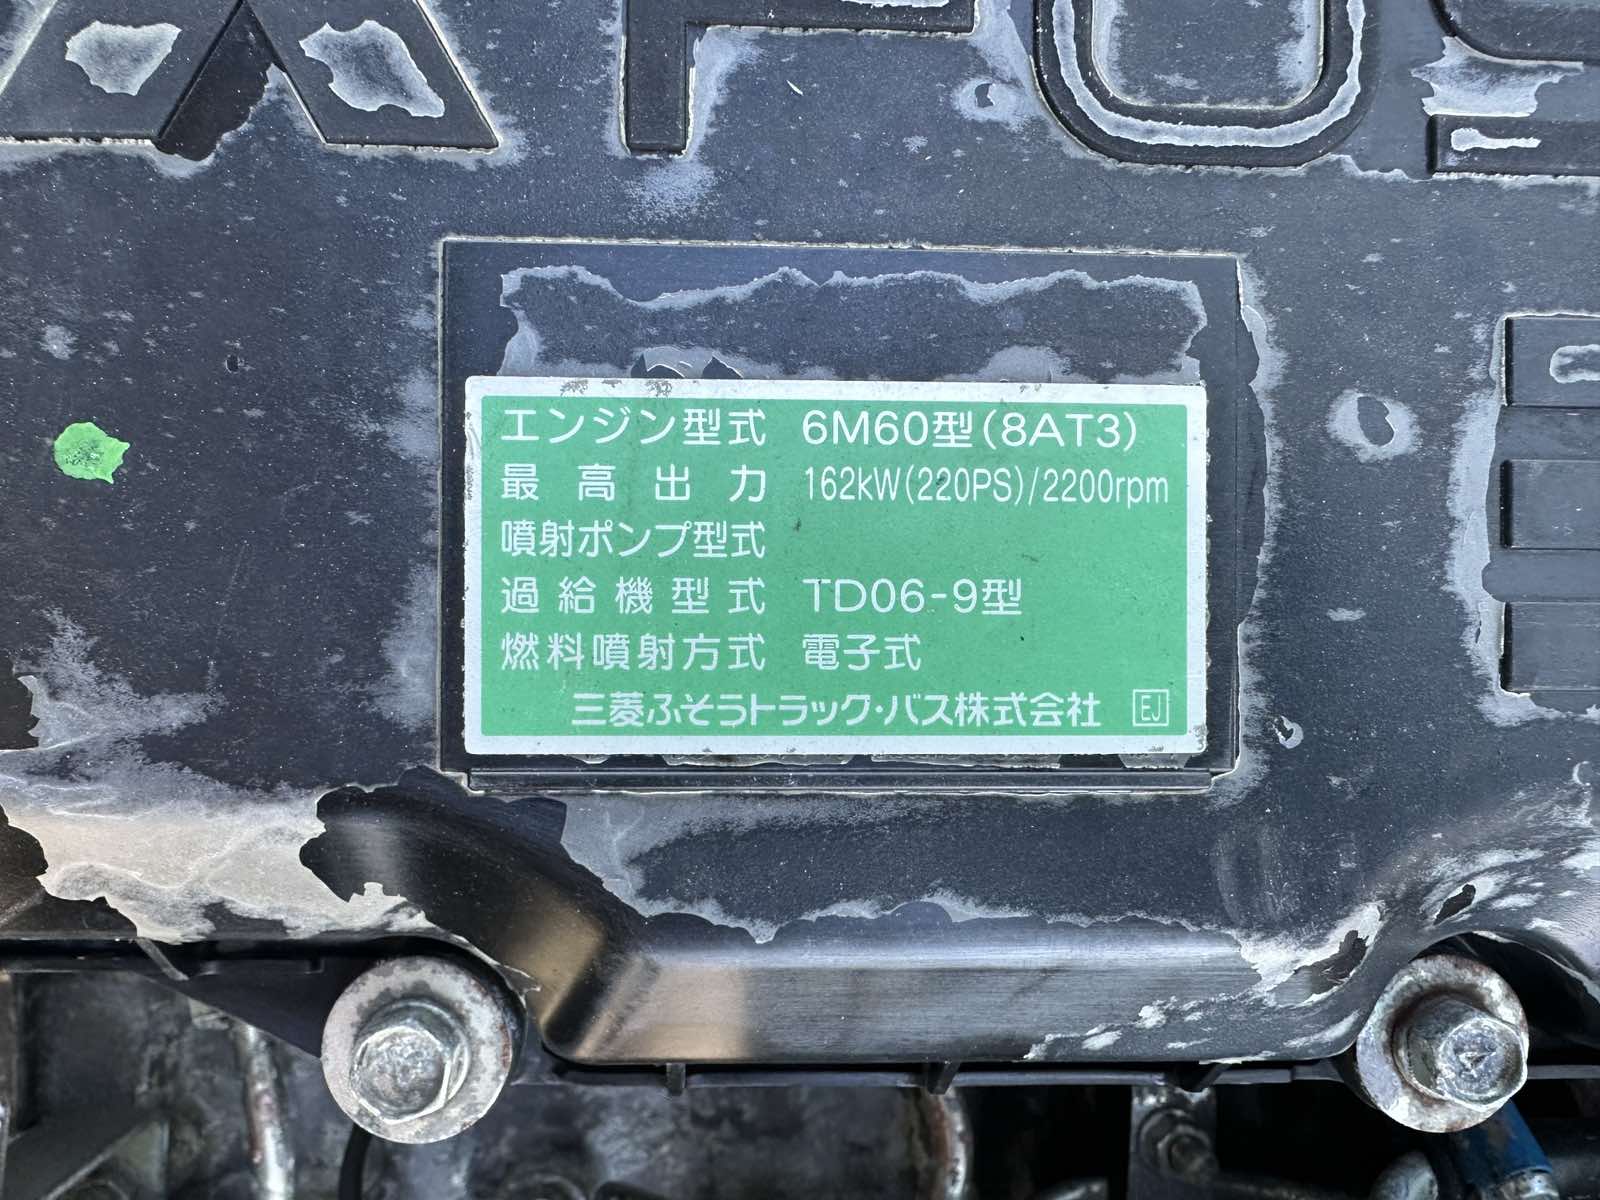 エンジン型式 6M60型(8AT3)
最高出力 162kW(220PS)/2200rpm
噴射ポンプ型式
過給機型式 TD06-9型
燃料噴射方式 電子式
三菱ふそうトラック・バス株式会社 EJ